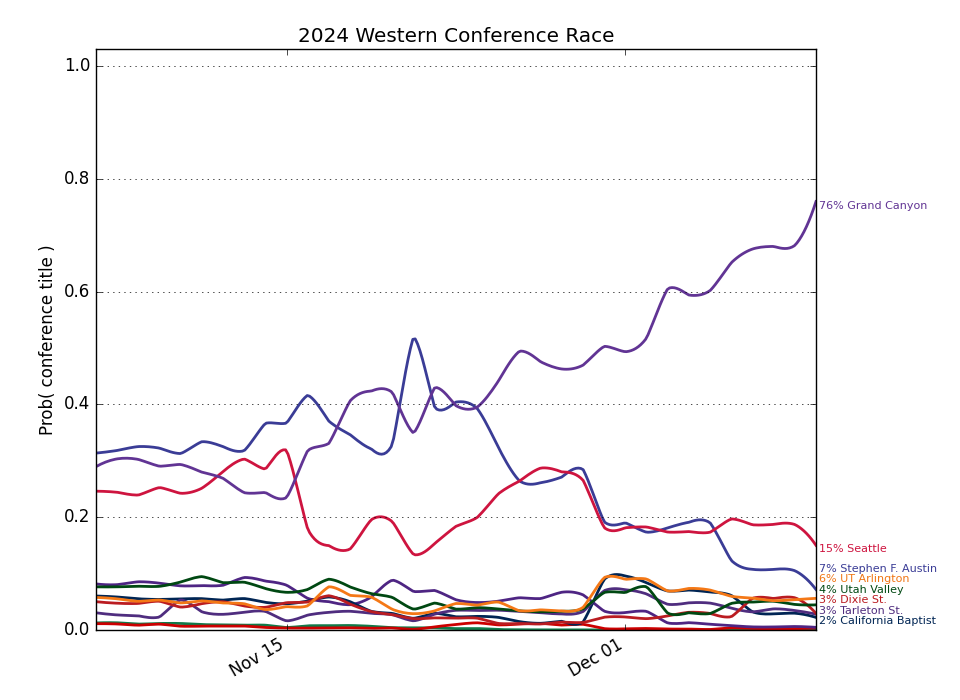 2024 Western Conference Race
Prob( conference title )
1.0
0.8
0.6
0.4
0.2
0.0
Nov 15
Dec 01
76% Grand Canyon
15% Seattle
7% Stephen F. Austin
6% UT Arlington
4% Utah Valley
3% Dixie St.
3% Tarleton St.
2% California Baptist